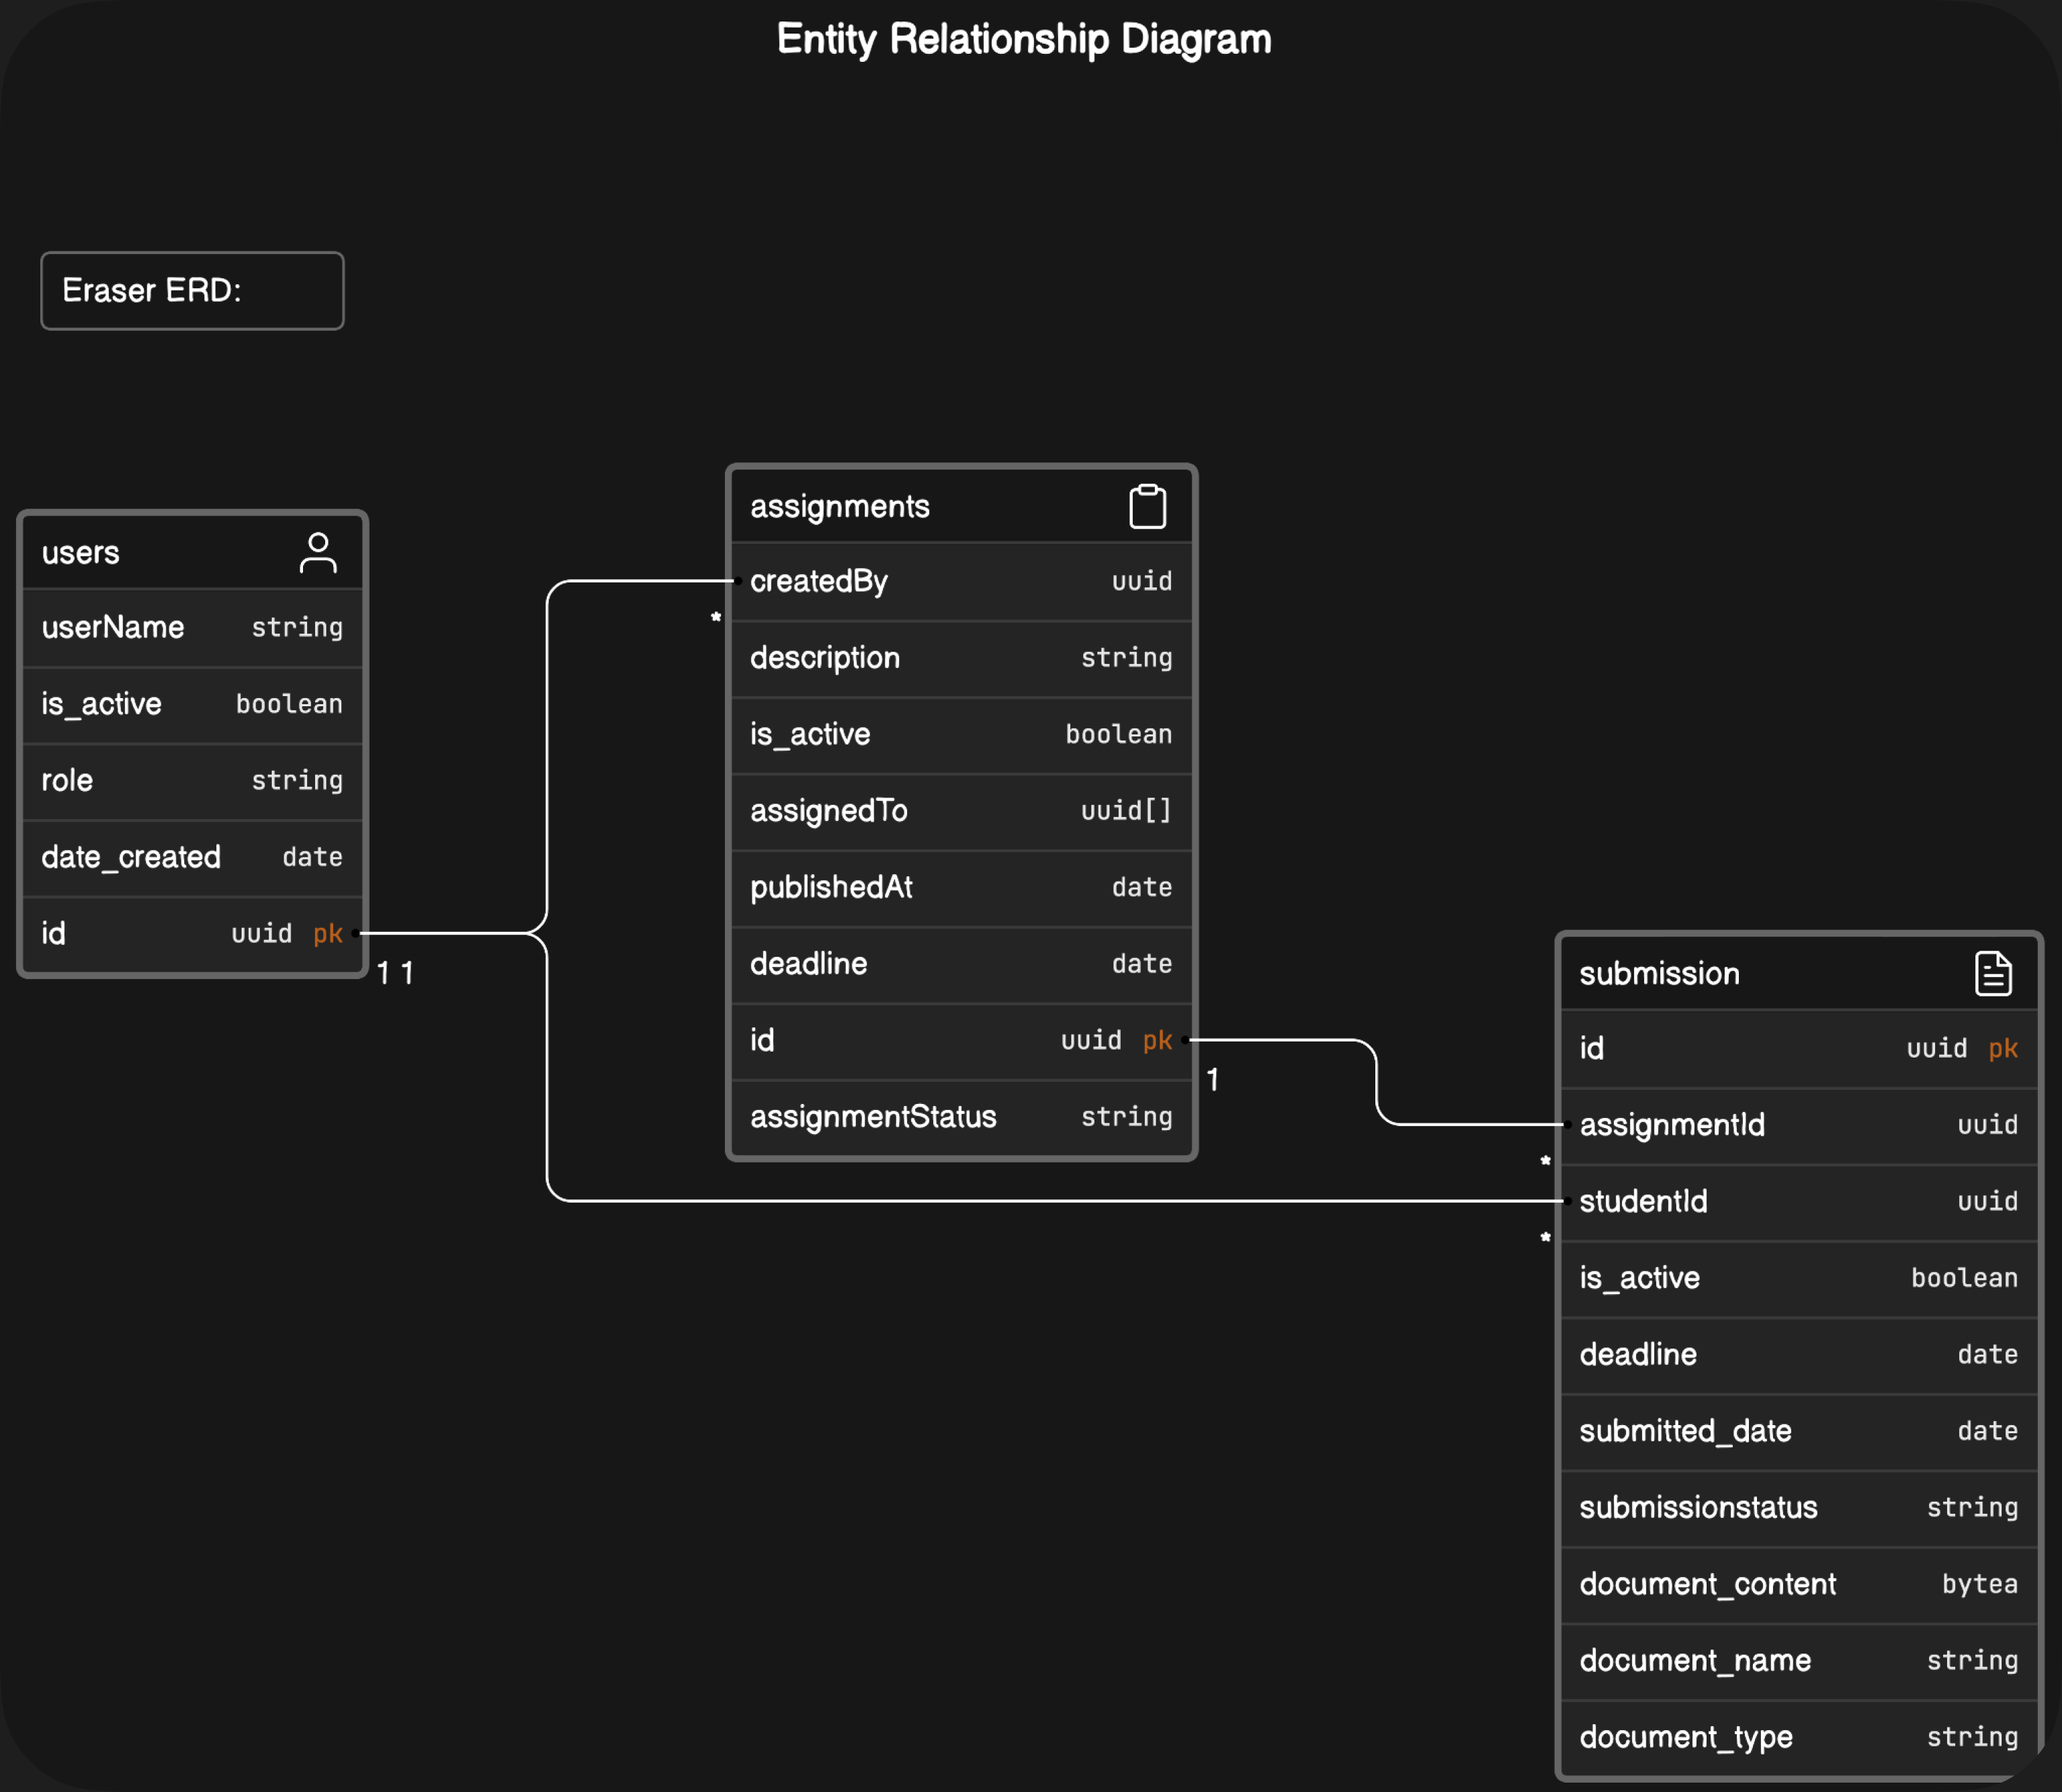 Entity Relationship Diagram
Eraser ERD:
users
userName string
is_active boolean
role string
date_created date
id uuid pk
1 1
assignments
* createdBy uuid
description string
is_active boolean
assignedTo uuid[]
publishedAt date
deadline date
id uuid pk
1
assignmentStatus string
submission
id uuid pk
assignmentId uuid
*
studentId uuid
*
is_active boolean
deadline date
submitted_date date
submissionstatus string
document_content bytea
document_name string
document_type string